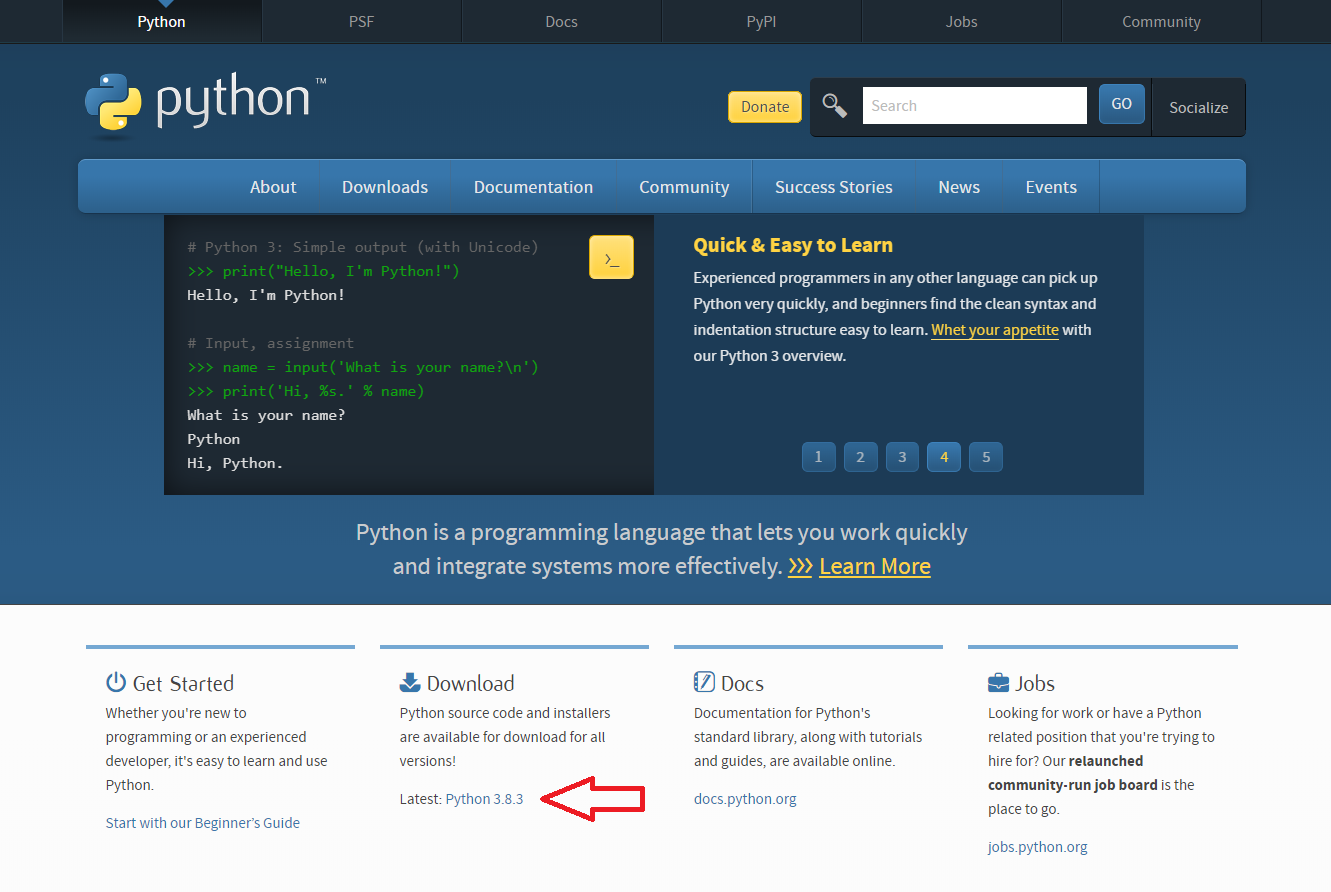 Python PSF Docs PyPI Jobs Community
python™
Donate Search GO Socialize
About Downloads Documentation Community Success Stories News Events
# Python 3: Simple output (with Unicode)
>>> print("Hello, I'm Python!")
Hello, I'm Python!
# Input, assignment
>>> name = input('What is your name?\n')
>>> print('Hi, %s.' % name)
What is your name?
Python
Hi, Python.
>_
Quick & Easy to Learn
Experienced programmers in any other language can pick up
Python very quickly, and beginners find the clean syntax and
indentation structure easy to learn. Whet your appetite with
our Python 3 overview.
1 2 3 4 5
Python is a programming language that lets you work quickly
and integrate systems more effectively. >>> Learn More
Get Started
Whether you're new to
programming or an experienced
developer, it's easy to learn and use
Python.
Start with our Beginner’s Guide
Download
Python source code and installers
are available for download for all
versions!
Latest: Python 3.8.3
Docs
Documentation for Python's
standard library, along with tutorials
and guides, are available online.
docs.python.org
Jobs
Looking for work or have a Python
related position that you're trying to
hire for? Our relaunched
community-run job board is the
place to go.
jobs.python.org